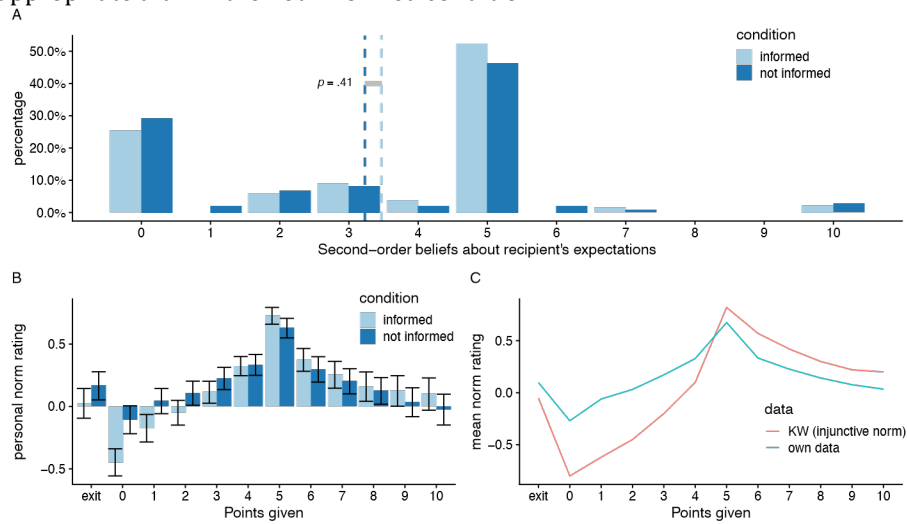 A
condition
informed
not informed
p = .41
percentage
50.0%
40.0%
30.0%
20.0%
10.0%
0.0%
0 1 2 3 4 5 6 7 8 9 10
Second−order beliefs about recipient's expectations
B
condition
informed
not informed
personal norm rating
0.5
0.0
−0.5
exit 0 1 2 3 4 5 6 7 8 9 10
Points given
C
mean norm rating
0.5
0.0
−0.5
data
KW (injunctive norm)
own data
exit 0 1 2 3 4 5 6 7 8 9 10
Points given